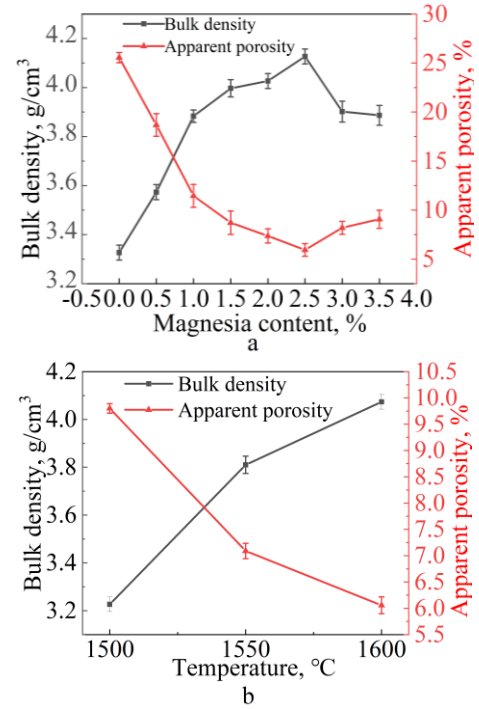 Bulk density
Apparent porosity
4.2
4.0
3.8
3.6
3.4
3.2
30
25
20
15
10
5
Bulk density, g/cm³
Apparent porosity, %
-0.5 0.0 0.5 1.0 1.5 2.0 2.5 3.0 3.5 4.0
Magnesia content, %
a
Bulk density
Apparent porosity
4.2
4.0
3.8
3.6
3.4
3.2
10.5
10.0
9.5
9.0
8.5
8.0
7.5
7.0
6.5
6.0
5.5
Bulk density, g/cm³
Apparent porosity, %
1500 1550 1600
Temperature, °C
b